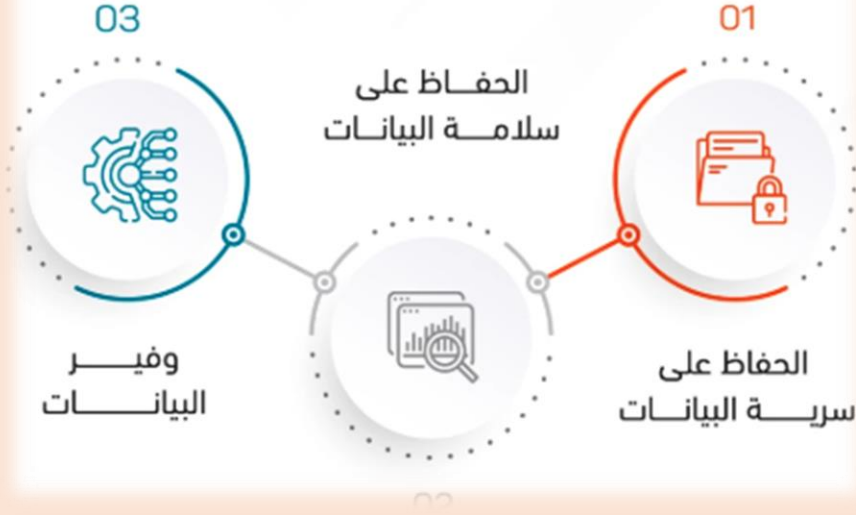 01
الحفاظ على
سرية البيانات
الحفاظ على
سلامة البيانات
03
وفير
البيانات